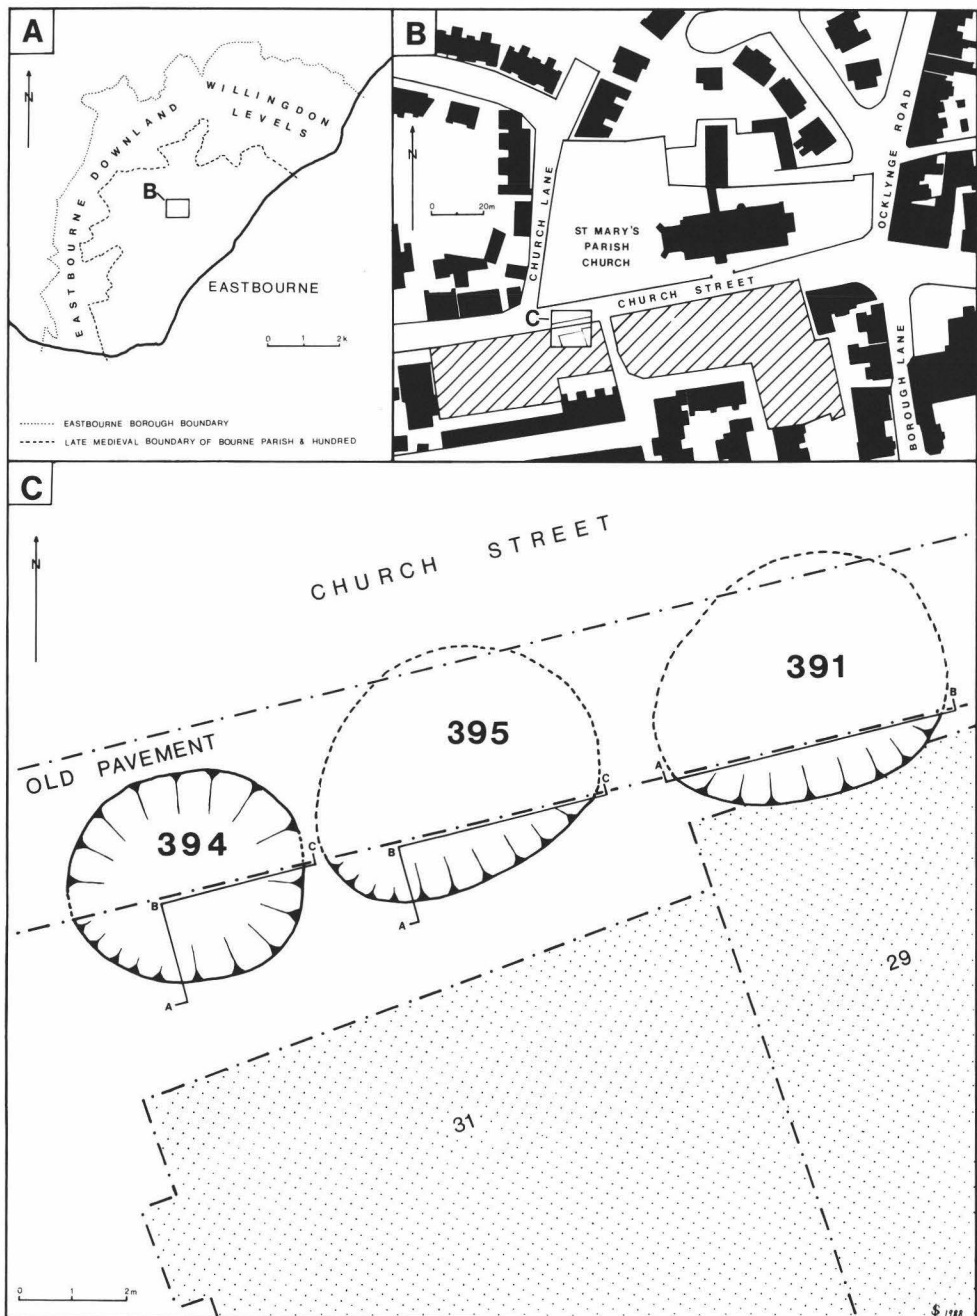 A
N
WILLINGDON
LEVELS
EASTBOURNE DOWNLAND
B
EASTBOURNE
0 1 2k
EASTBOURNE BOROUGH BOUNDARY
LATE MEDIEVAL BOUNDARY OF BOURNE PARISH & HUNDRED
B
N
0 20m
CHURCH LANE
ST MARY'S
PARISH
CHURCH
OCKLYNGE ROAD
CHURCH STREET
C
BOROUGH LANE
C
N
CHURCH STREET
OLD PAVEMENT
391
A
B
395
A
B
C
394
A
B
C
29
31
0 1 2m